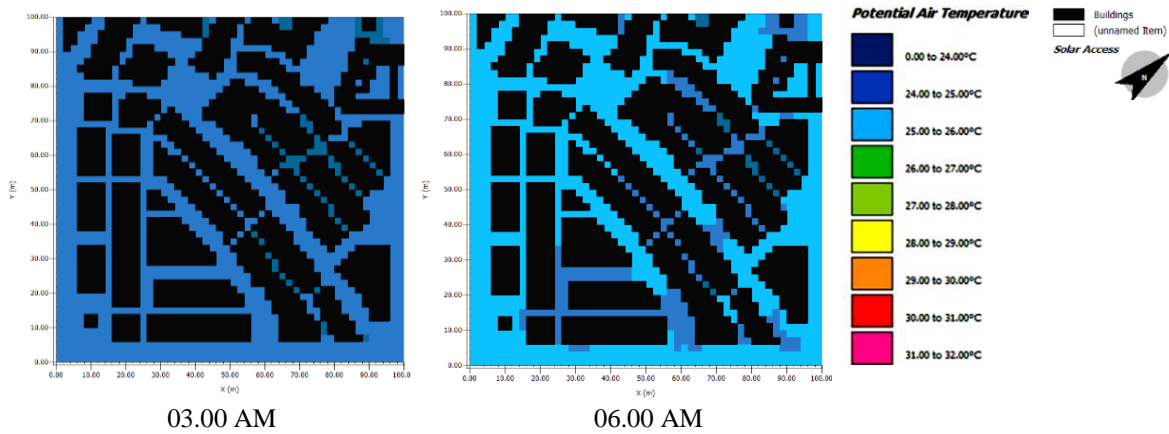 100.00
90.00
80.00
70.00
60.00
50.00
40.00
30.00
20.00
10.00
0.00
Y (m)
0.00 10.00 20.00 30.00 40.00 50.00 60.00 70.00 80.00 90.00 100.0
X (m)
03.00 AM
100.00
90.00
80.00
70.00
60.00
50.00
40.00
30.00
20.00
10.00
0.00
Y (m)
0.00 10.00 20.00 30.00 40.00 50.00 60.00 70.00 80.00 90.00 100.00
X (m)
06.00 AM
Potential Air Temperature
0.00 to 24.00°C
24.00 to 25.00°C
25.00 to 26.00°C
26.00 to 27.00°C
27.00 to 28.00°C
28.00 to 29.00°C
29.00 to 30.00°C
30.00 to 31.00°C
31.00 to 32.00°C
Buildings
(unnamed Item)
Solar Access
N